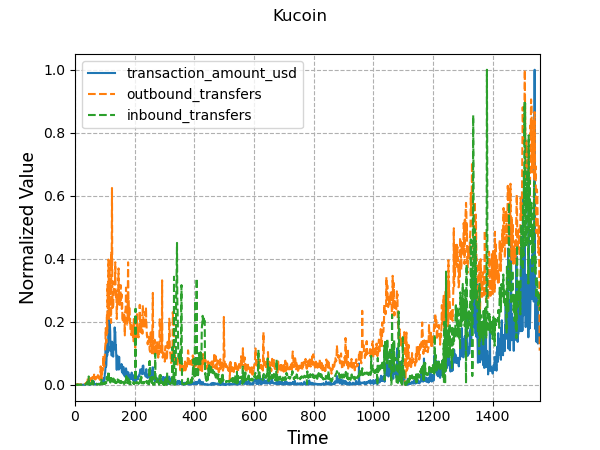 Kucoin
transaction_amount_usd
outbound_transfers
inbound_transfers
1.0
0.8
0.6
0.4
0.2
0.0
Normalized Value
0 200 400 600 800 1000 1200 1400
Time